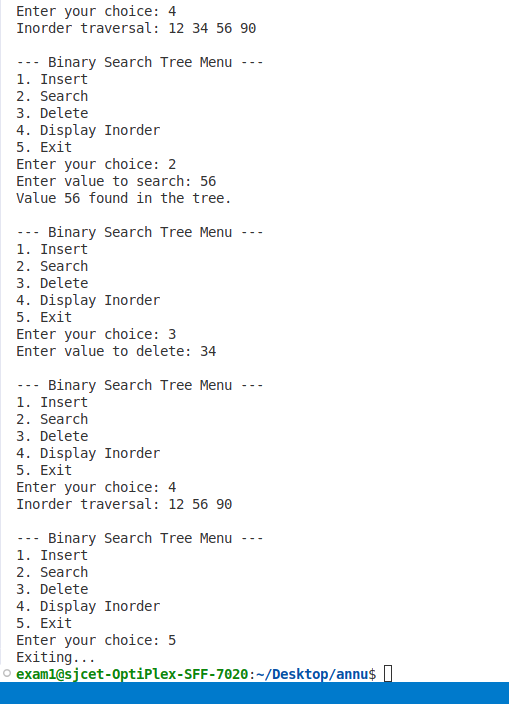 Enter your choice: 4
Inorder traversal: 12 34 56 90

--- Binary Search Tree Menu ---
1. Insert
2. Search
3. Delete
4. Display Inorder
5. Exit
Enter your choice: 2
Enter value to search: 56
Value 56 found in the tree.

--- Binary Search Tree Menu ---
1. Insert
2. Search
3. Delete
4. Display Inorder
5. Exit
Enter your choice: 3
Enter value to delete: 34

--- Binary Search Tree Menu ---
1. Insert
2. Search
3. Delete
4. Display Inorder
5. Exit
Enter your choice: 4
Inorder traversal: 12 56 90

--- Binary Search Tree Menu ---
1. Insert
2. Search
3. Delete
4. Display Inorder
5. Exit
Enter your choice: 5
Exiting...
exam1@sjcet-OptiPlex-SFF-7020:~/Desktop/annu$